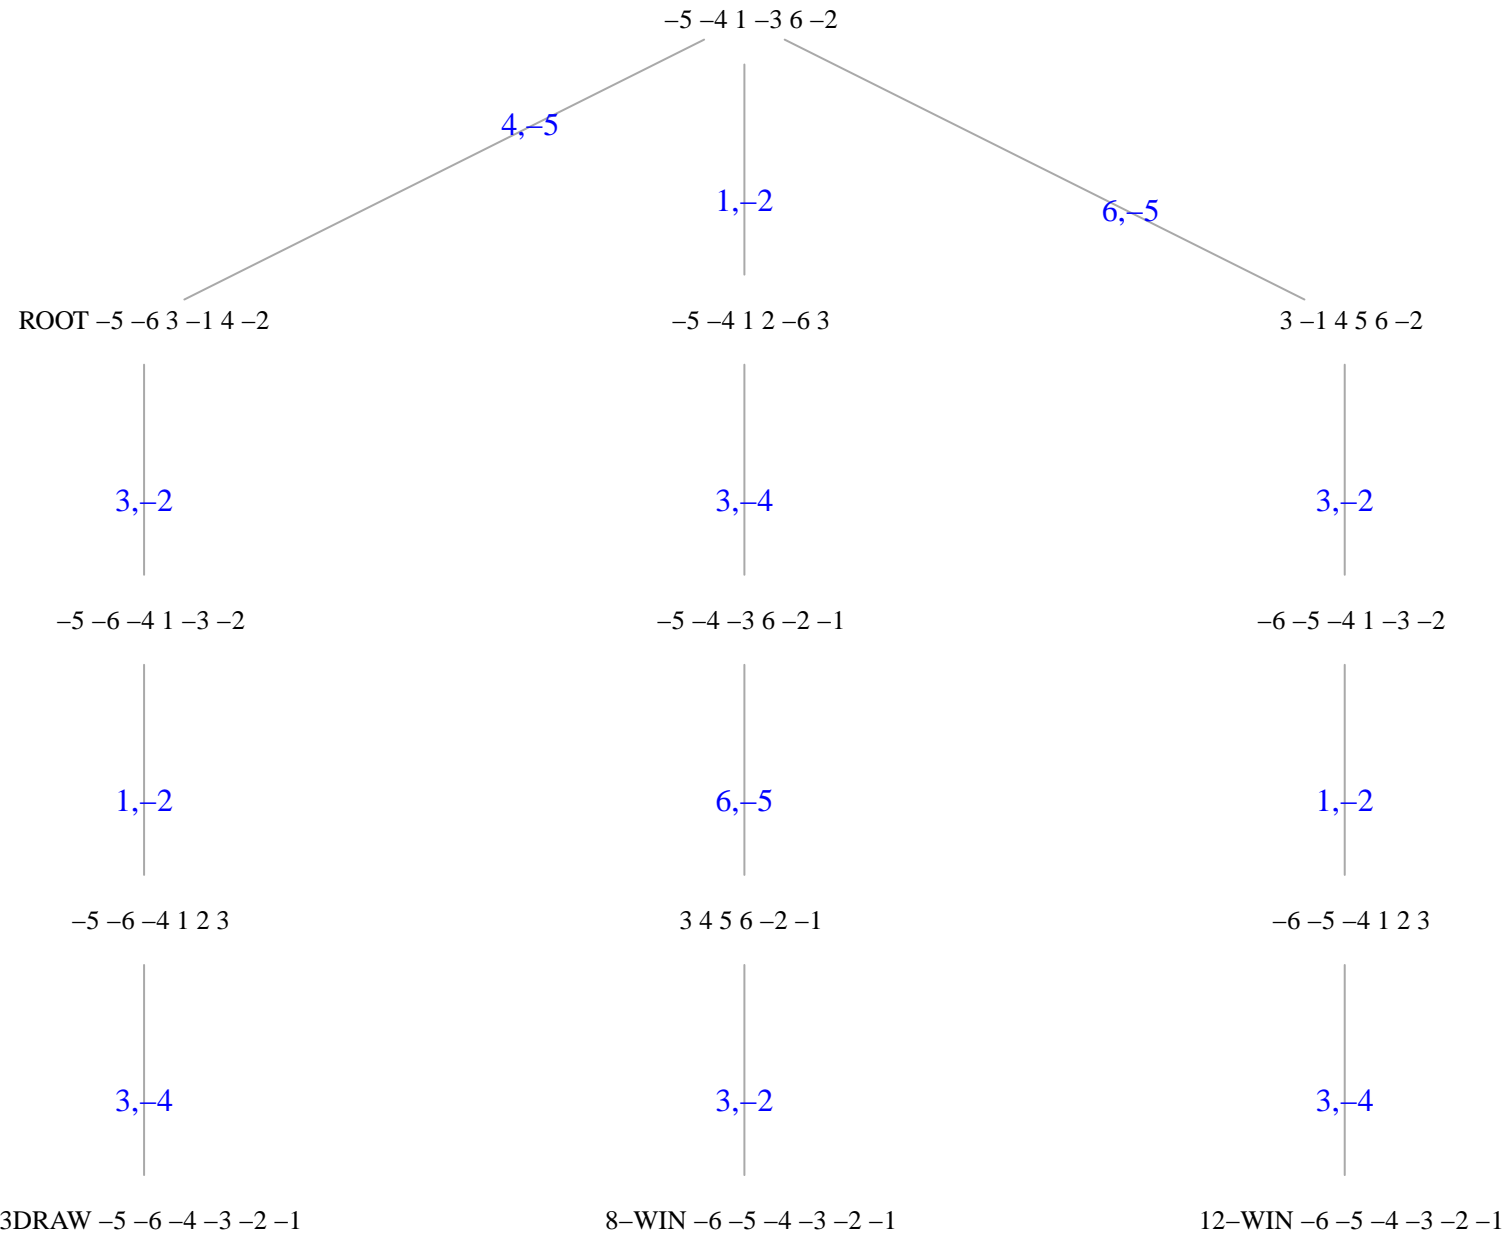 –5 –4 1 –3 6 –2
4,–5
1,–2
6,–5
ROOT –5 –6 3 –1 4 –2
–5 –4 1 2 –6 3
3 –1 4 5 6 –2
3,–2
3,–4
3,–2
–5 –6 –4 1 –3 –2
–5 –4 –3 6 –2 –1
–6 –5 –4 1 –3 –2
1,–2
6,–5
1,–2
–5 –6 –4 1 2 3
3 4 5 6 –2 –1
–6 –5 –4 1 2 3
3,–4
3,–2
3,–4
3DRAW –5 –6 –4 –3 –2 –1
8–WIN –6 –5 –4 –3 –2 –1
12–WIN –6 –5 –4 –3 –2 –1